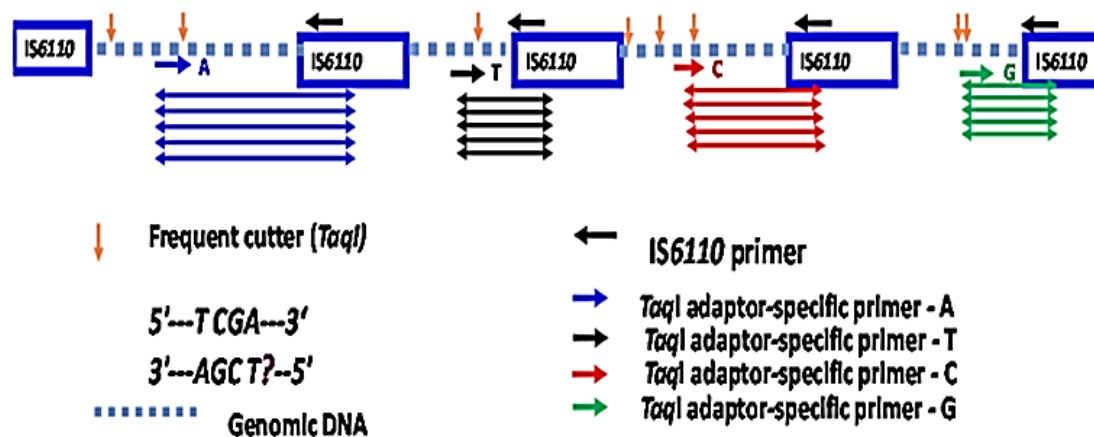 IS6110 IS6110 IS6110 IS6110 IS6110
A T C G
Frequent cutter (TaqI)
5'---T CGA---3'
3'---AGC T?--5'
Genomic DNA
IS6110 primer
TaqI adaptor-specific primer - A
TaqI adaptor-specific primer - T
TaqI adaptor-specific primer - C
TaqI adaptor-specific primer - G